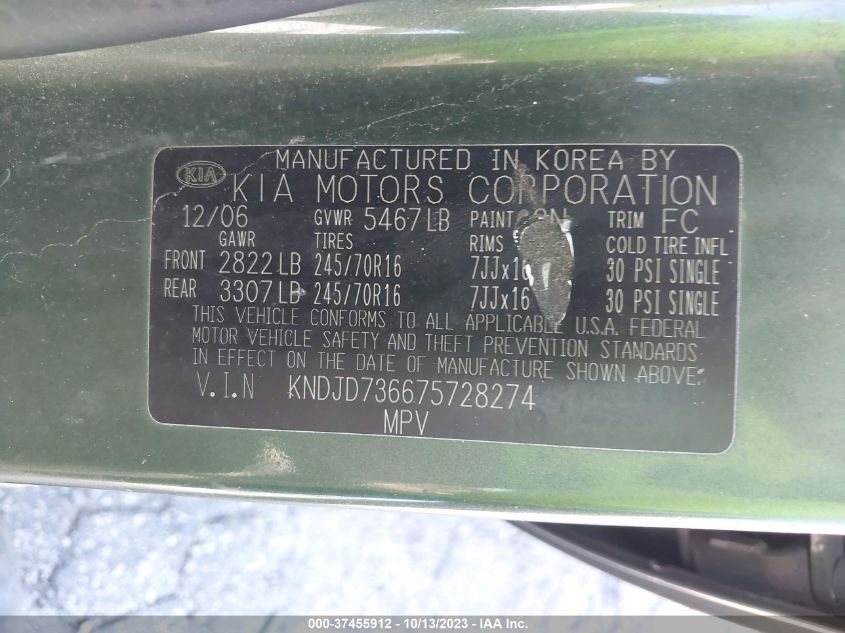 MANUFACTURED IN KOREA BY
KIA KIA MOTORS CORPORATION
12/06 GVWR 5467LB PAINT TRIM FC
GAWR TIRES RIMS COLD TIRE INFL
FRONT 2822LB 245/70R16 7JJx16 30 PSI SINGLE
REAR 3307LB 245/70R16 7JJx16 30 PSI SINGLE
THIS VEHICLE CONFORMS TO ALL APPLICABLE U.S.A. FEDERAL
MOTOR VEHICLE SAFETY AND THEFT PREVENTION STANDARDS
IN EFFECT ON THE DATE OF MANUFACTURE SHOWN ABOVE.
V.I.N KNDJD736675728274
MPV
000-37455912 - 10/13/2023 - IAA Inc.